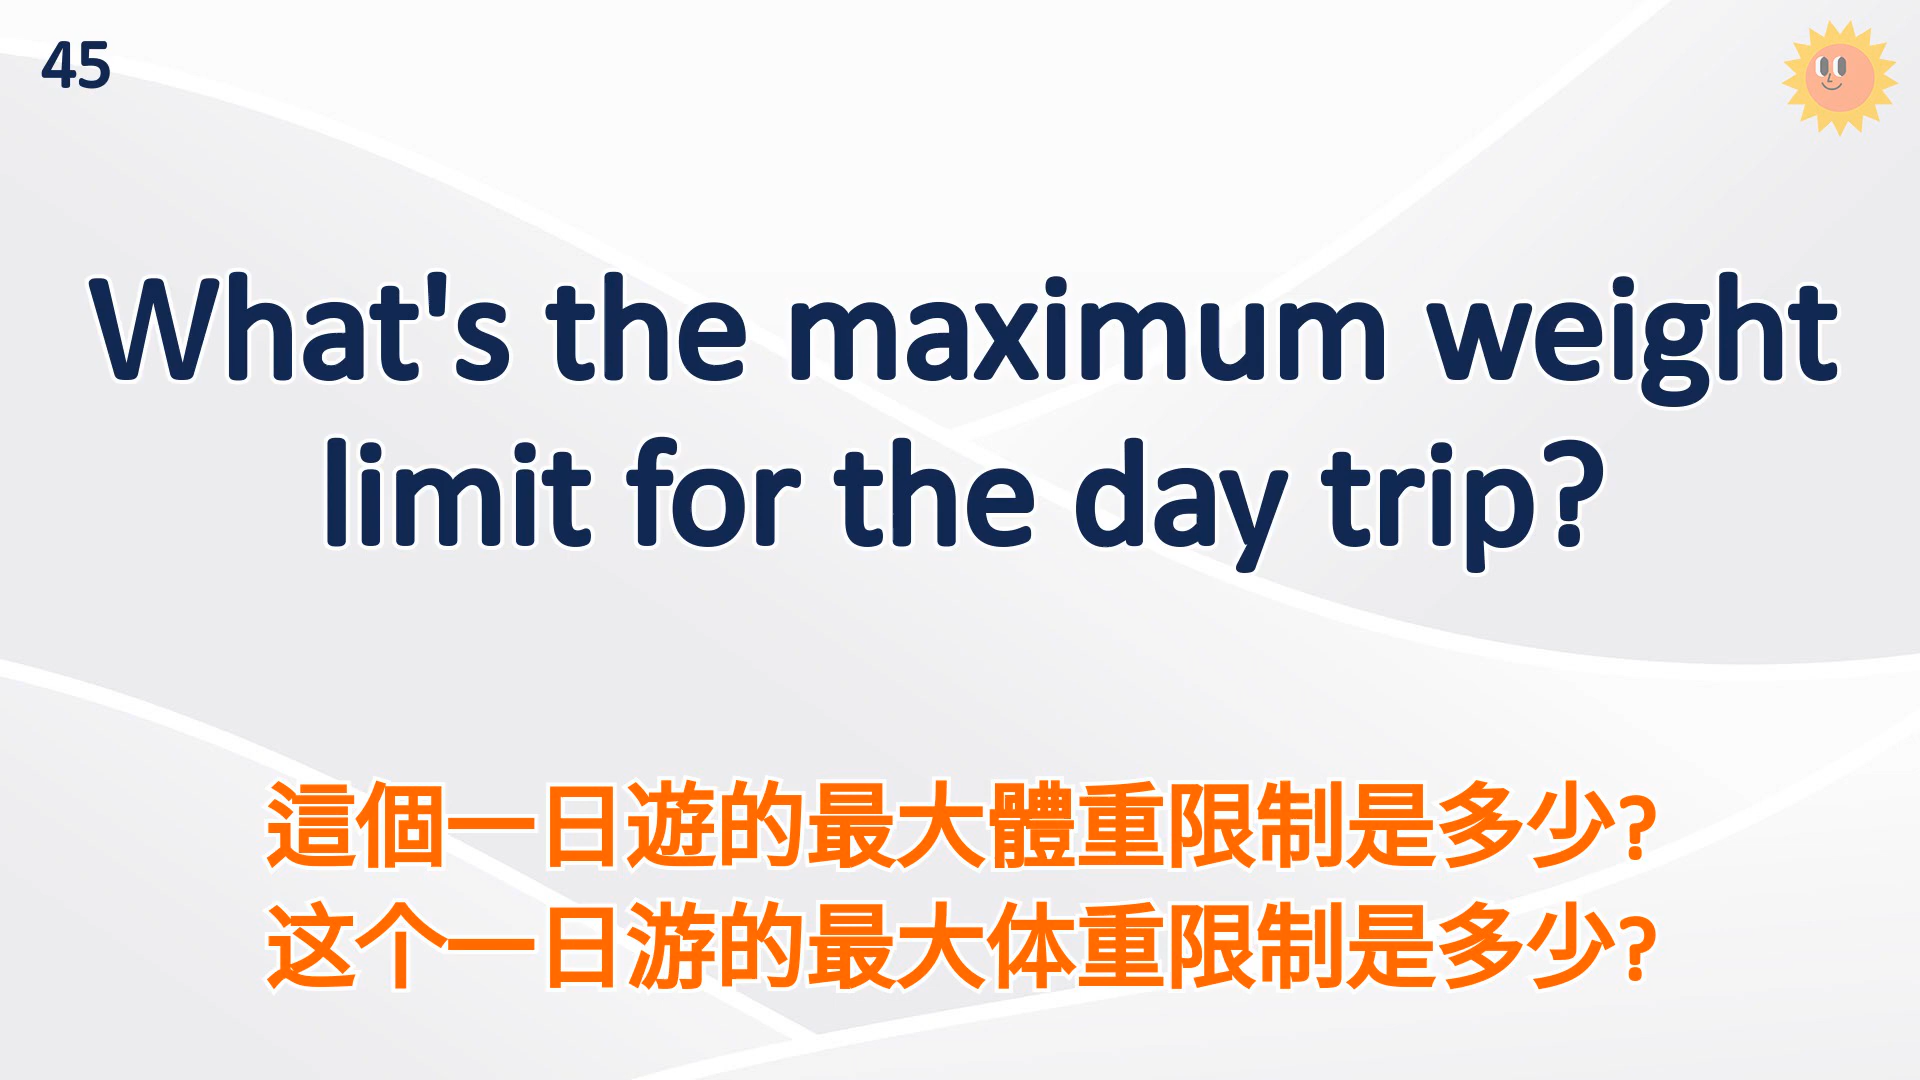 45
What's the maximum weight
limit for the day trip?
這個一日遊的最大體重限制是多少?
这个一日游的最大体重限制是多少?